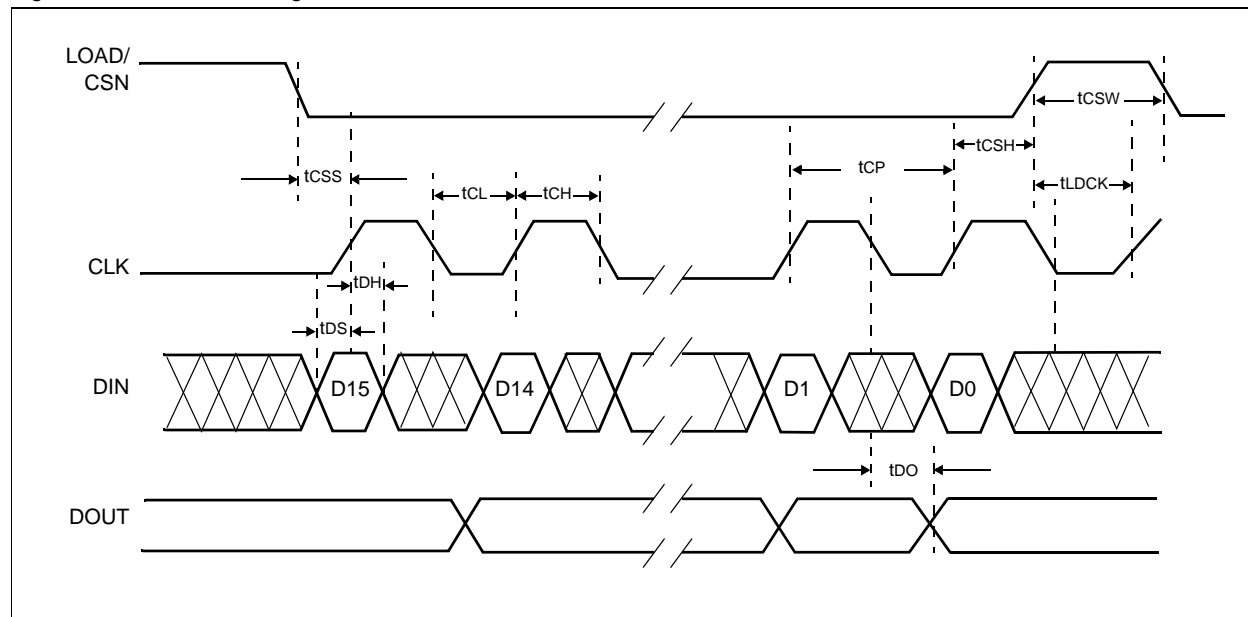 LOAD/
CSN
tCSW
tCSH
tCP
tLDCK
tCSS
tCL
tCH
CLK
tDH
tDS
DIN
D15
D14
D1
D0
tDO
DOUT